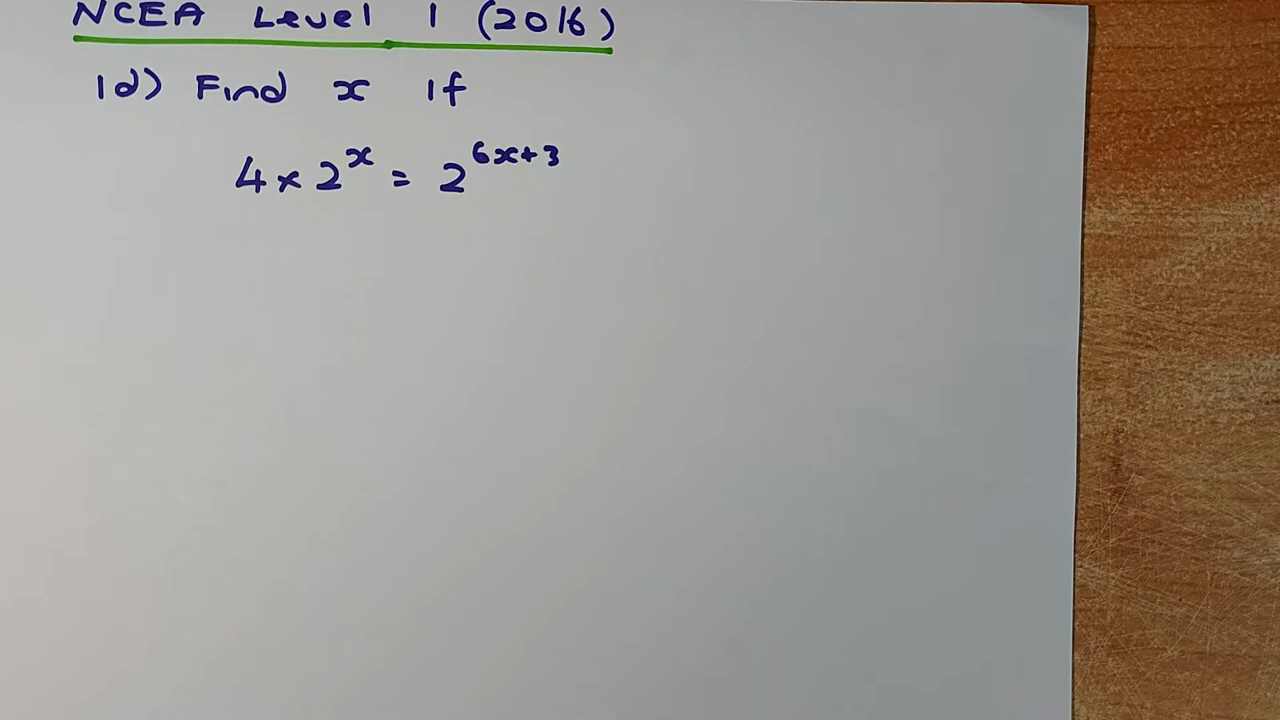 NCEA Level 1 (2016)
1d) Find x if
4 × 2^x = 2^{6x+3}